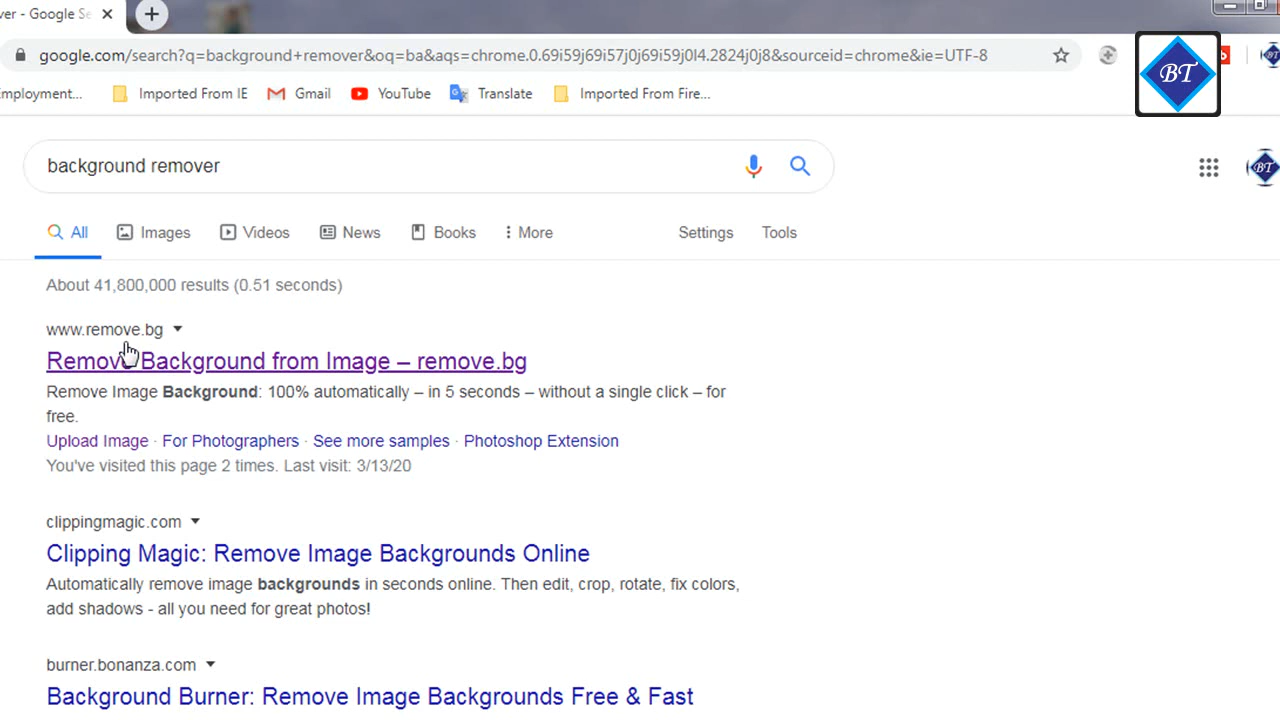 ver - Google Se
google.com/search?q=background+remover&oq=ba&aqs=chrome.0.69i59j69i57j0j69i59j0l4.2824j0j8&sourceid=chrome&ie=UTF-8
mployment... Imported From IE Gmail YouTube Translate Imported From Fire...
BT
background remover
BT
All Images Videos News Books More Settings Tools
About 41,800,000 results (0.51 seconds)
www.remove.bg
Remove Background from Image – remove.bg
Remove Image Background: 100% automatically – in 5 seconds – without a single click – for
free.
Upload Image · For Photographers · See more samples · Photoshop Extension
You've visited this page 2 times. Last visit: 3/13/20
clippingmagic.com
Clipping Magic: Remove Image Backgrounds Online
Automatically remove image backgrounds in seconds online. Then edit, crop, rotate, fix colors,
add shadows - all you need for great photos!
burner.bonanza.com
Background Burner: Remove Image Backgrounds Free & Fast